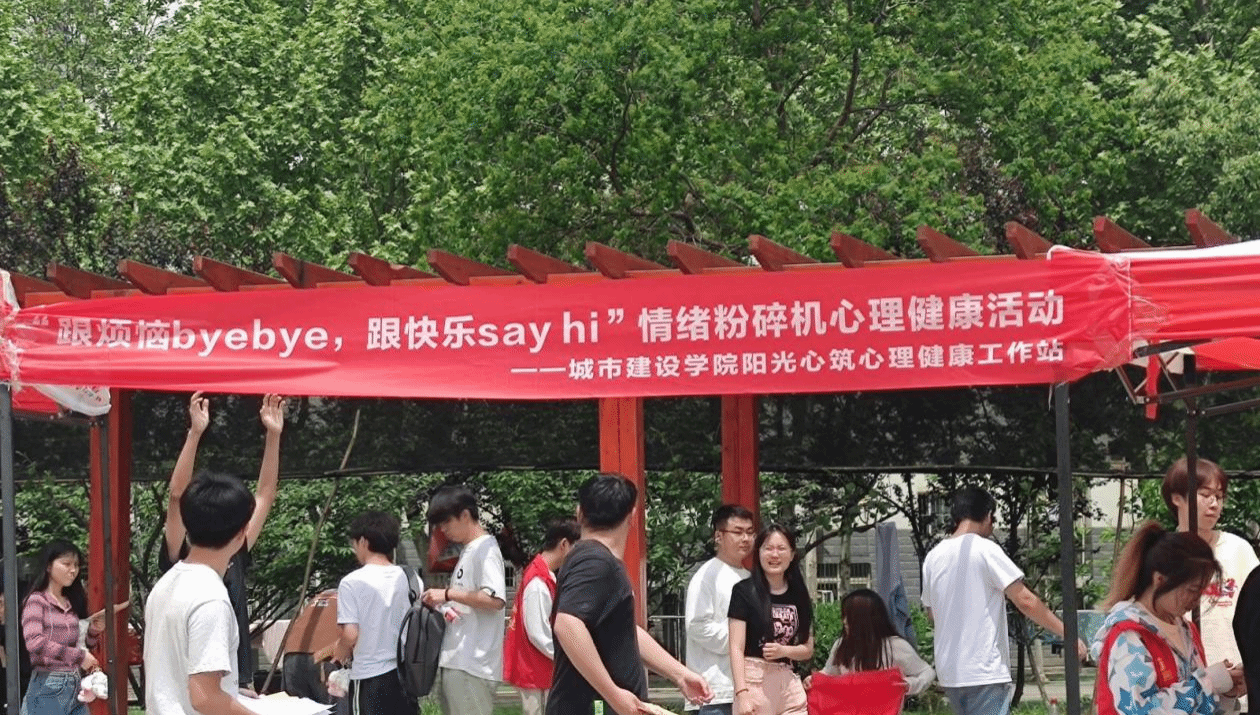 “跟烦恼byebye，跟快乐say hi”情绪粉碎机心理健康活动
——城市建设学院阳光心筑心理健康工作站